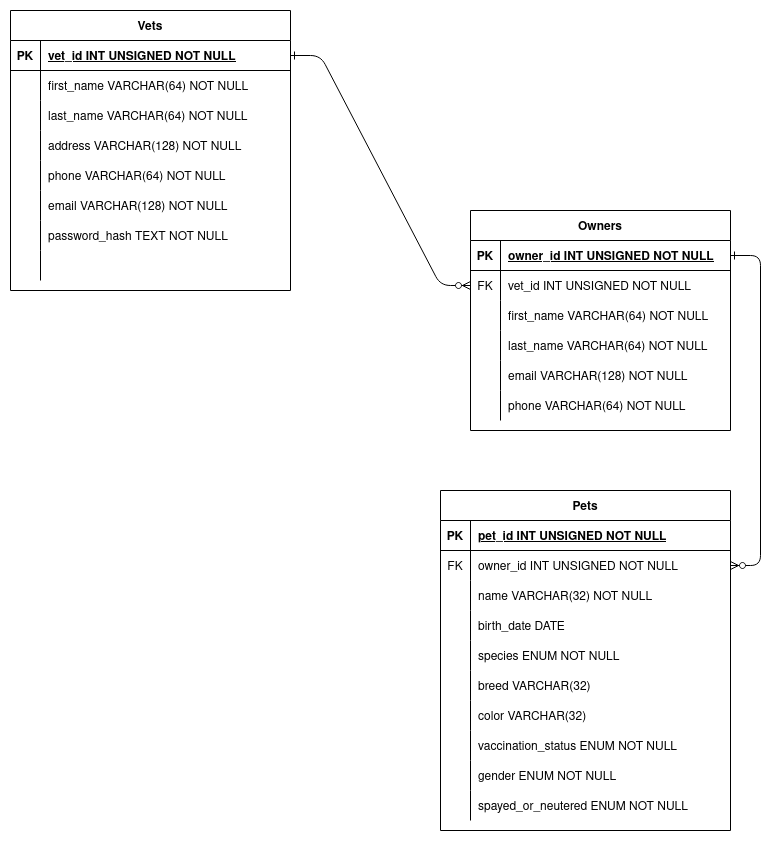 Vets
PK vet_id INT UNSIGNED NOT NULL
first_name VARCHAR(64) NOT NULL
last_name VARCHAR(64) NOT NULL
address VARCHAR(128) NOT NULL
phone VARCHAR(64) NOT NULL
email VARCHAR(128) NOT NULL
password_hash TEXT NOT NULL
Owners
PK owner_id INT UNSIGNED NOT NULL
FK vet_id INT UNSIGNED NOT NULL
first_name VARCHAR(64) NOT NULL
last_name VARCHAR(64) NOT NULL
email VARCHAR(128) NOT NULL
phone VARCHAR(64) NOT NULL
Pets
PK pet_id INT UNSIGNED NOT NULL
FK owner_id INT UNSIGNED NOT NULL
name VARCHAR(32) NOT NULL
birth_date DATE
species ENUM NOT NULL
breed VARCHAR(32)
color VARCHAR(32)
vaccination_status ENUM NOT NULL
gender ENUM NOT NULL
spayed_or_neutered ENUM NOT NULL